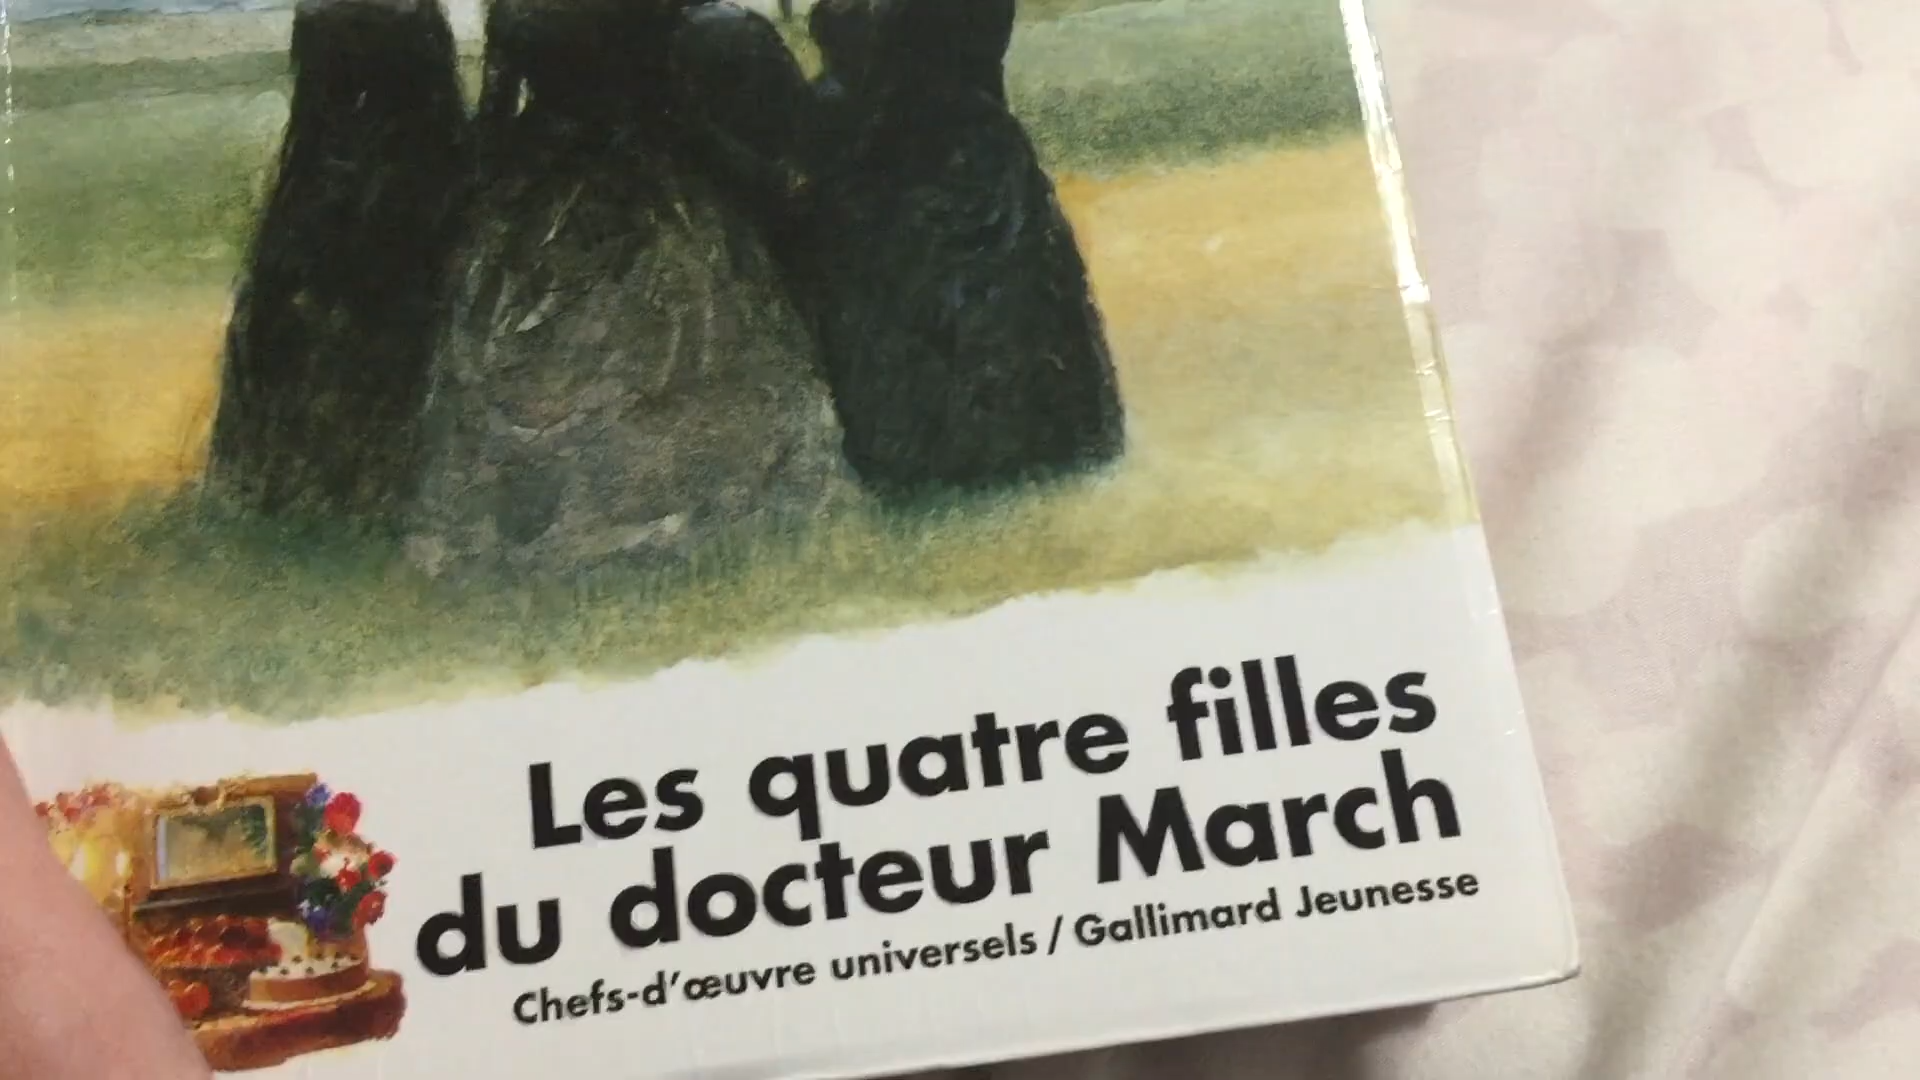 Les quatre filles
du docteur March
Chefs-d'œuvre universels / Gallimard Jeunesse